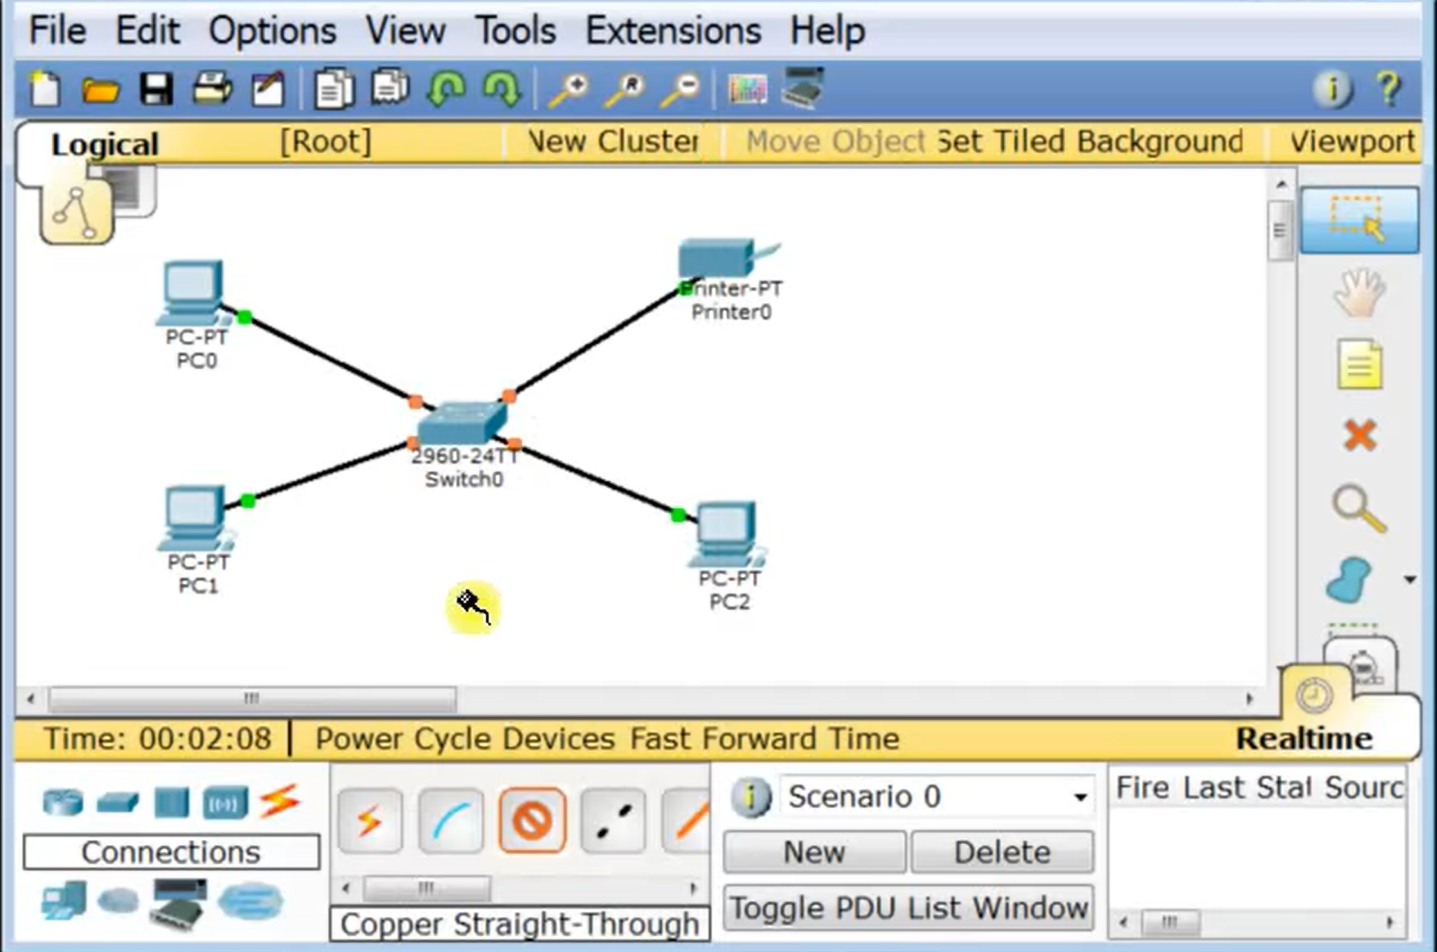 File Edit Options View Tools Extensions Help
Logical [Root] New Cluster Move Object Set Tiled Background Viewport
Printer-PT
Printer0
PC-PT
PC0
2960-24TT
Switch0
PC-PT
PC1
PC-PT
PC2
Time: 00:02:08 Power Cycle Devices Fast Forward Time Realtime
Fire Last Stat Sourc
Scenario 0
Connections
New Delete
Copper Straight-Through
Toggle PDU List Window